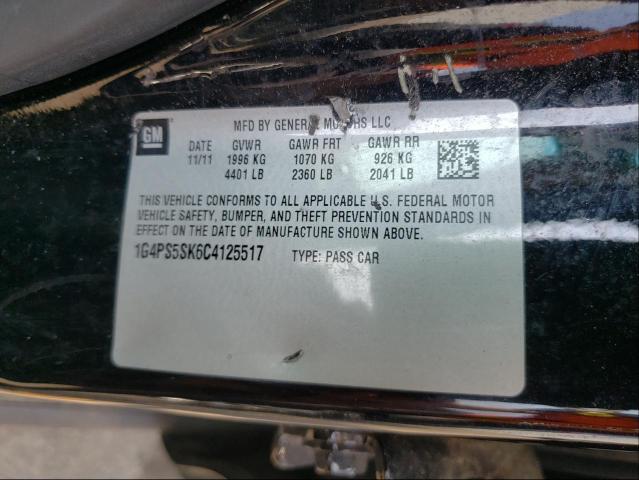 GM
MFD BY GENERAL MOTORS LLC
DATE GVWR GAWR FRT GAWR RR
11/11 1996 KG 1070 KG 926 KG
4401 LB 2360 LB 2041 LB
THIS VEHICLE CONFORMS TO ALL APPLICABLE U.S. FEDERAL MOTOR
VEHICLE SAFETY, BUMPER, AND THEFT PREVENTION STANDARDS IN
EFFECT ON THE DATE OF MANUFACTURE SHOWN ABOVE.
1G4PS5SK6C4125517 TYPE: PASS CAR